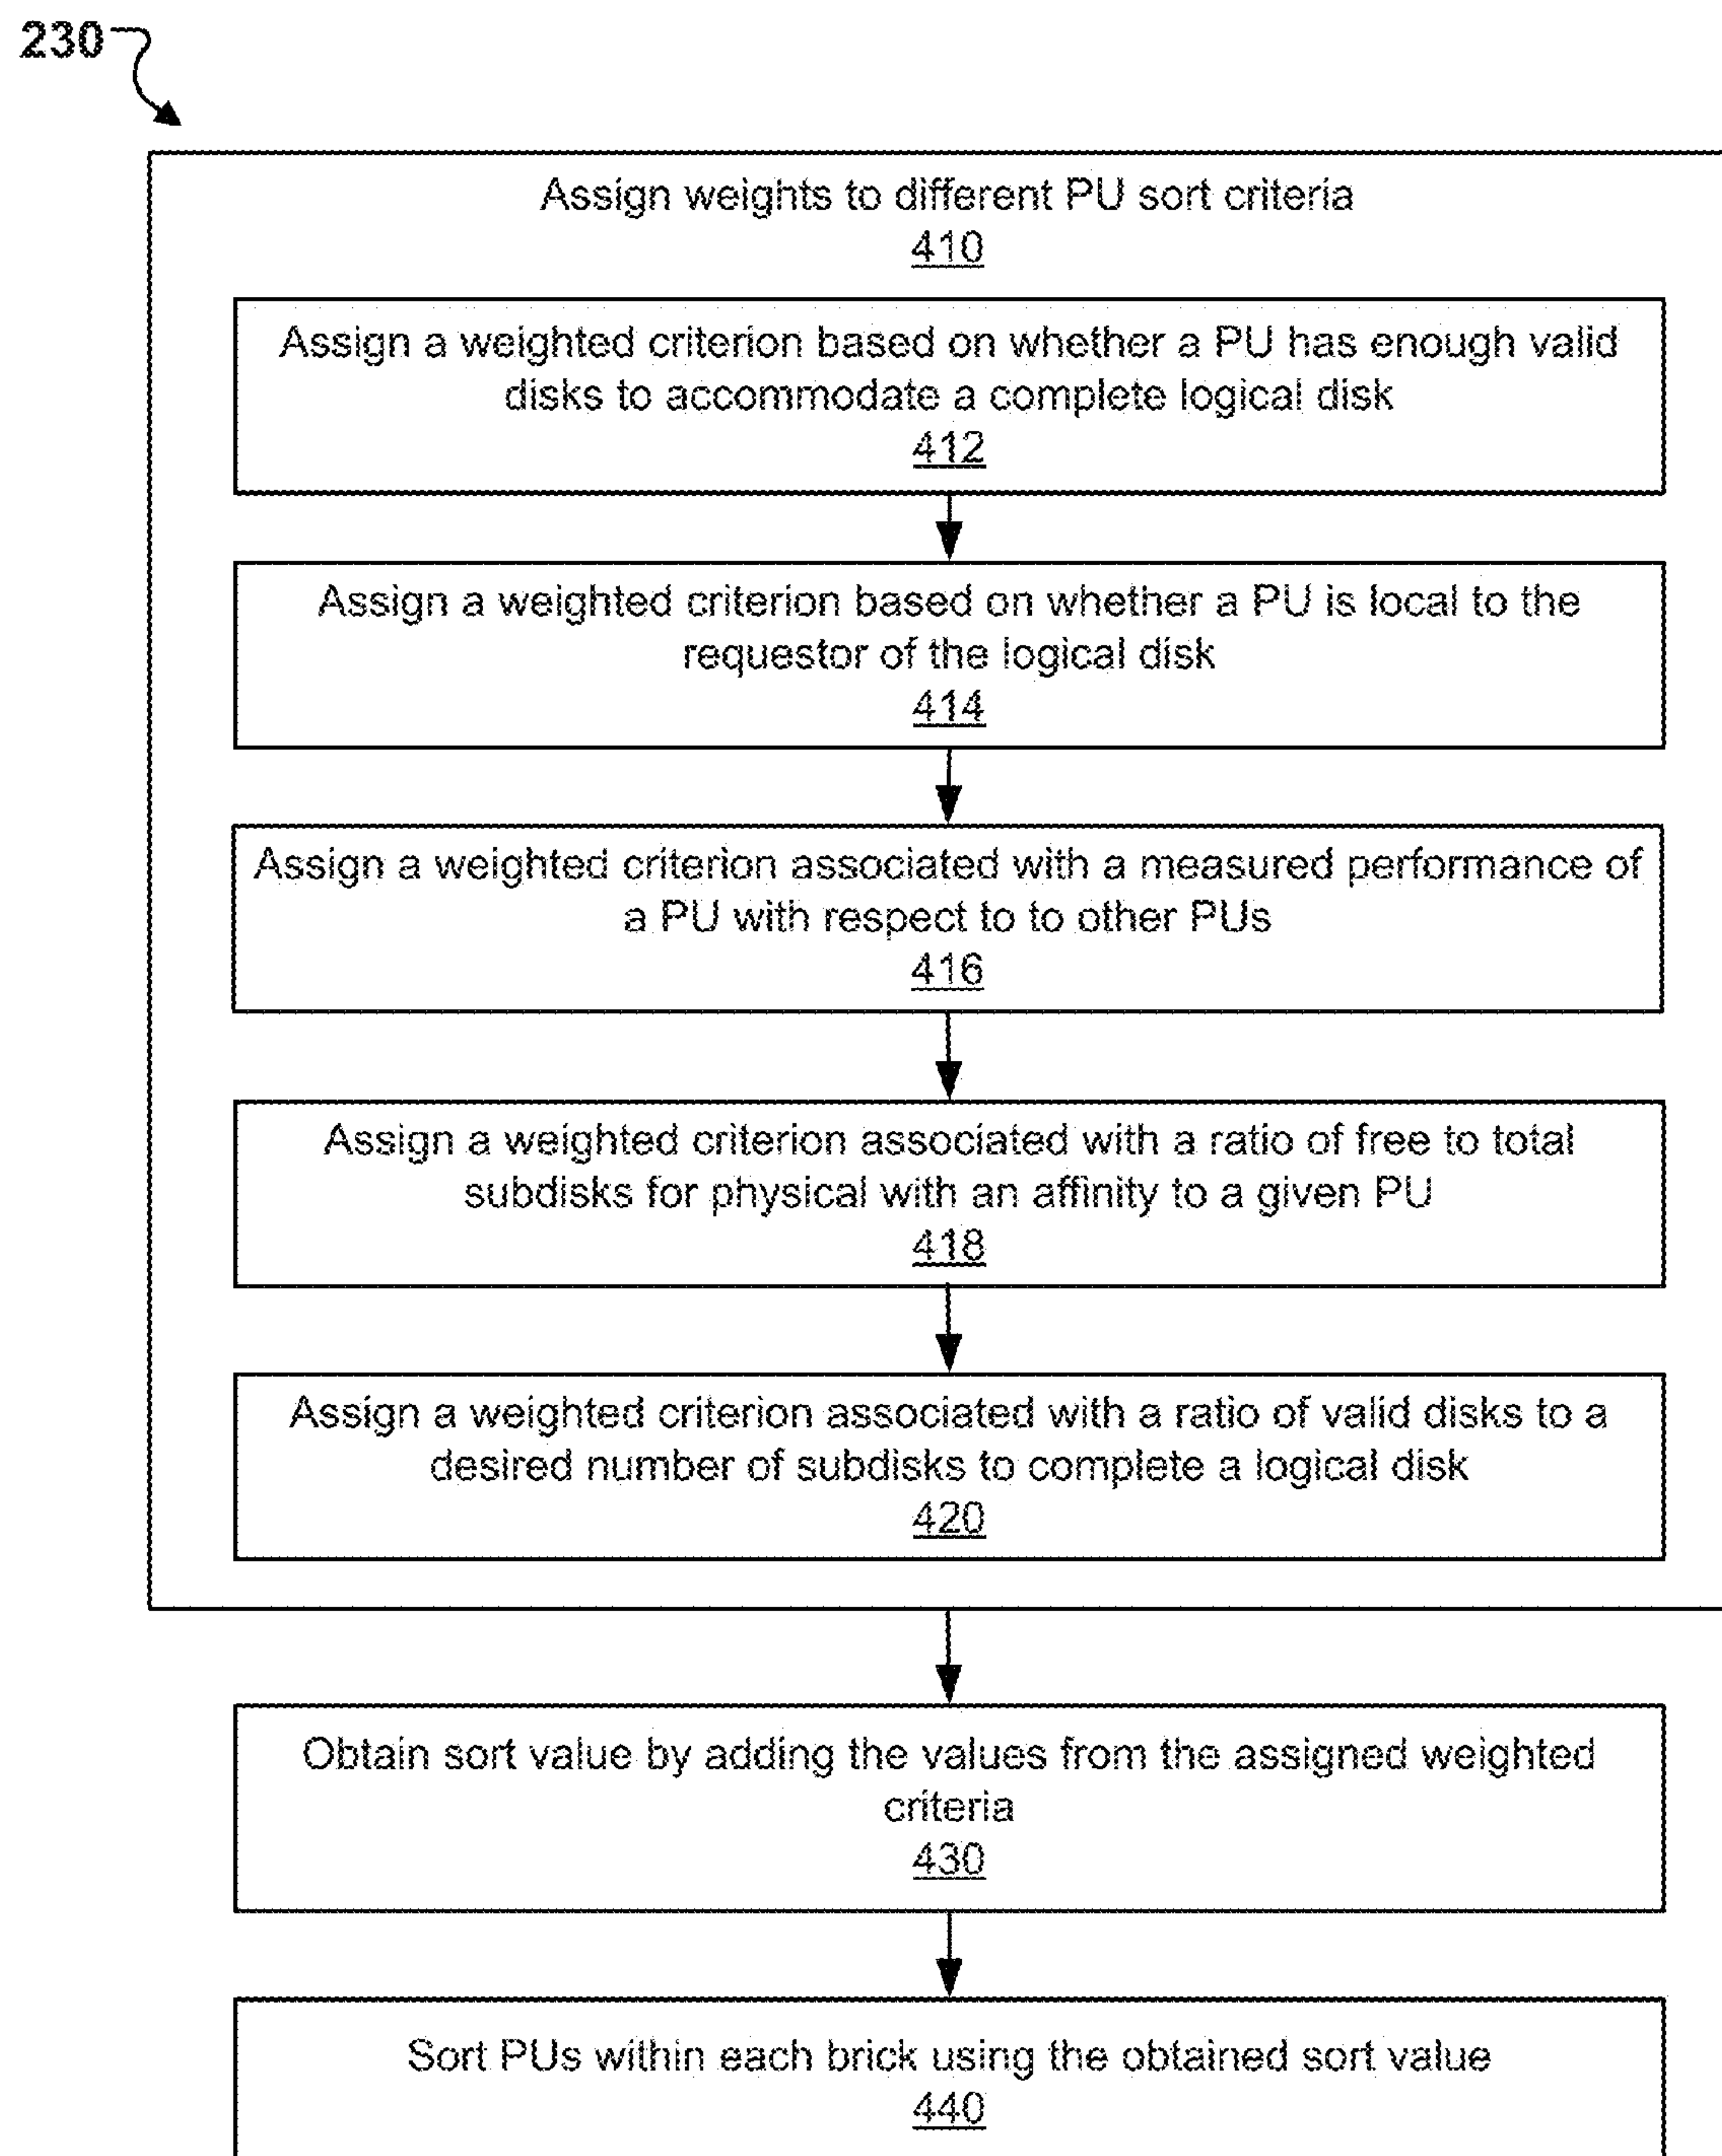 230
Assign weights to different PU sort criteria
410
Assign a weighted criterion based on whether a PU has enough valid
disks to accommodate a complete logical disk
412
Assign a weighted criterion based on whether a PU is local to the
requestor of the logical disk
414
Assign a weighted criterion associated with a measured performance of
a PU with respect to to other PUs
416
Assign a weighted criterion associated with a ratio of free to total
subdisks for physical with an affinity to a given PU
418
Assign a weighted criterion associated with a ratio of valid disks to a
desired number of subdisks to complete a logical disk
420
Obtain sort value by adding the values from the assigned weighted
criteria
430
Sort PUs within each brick using the obtained sort value
440